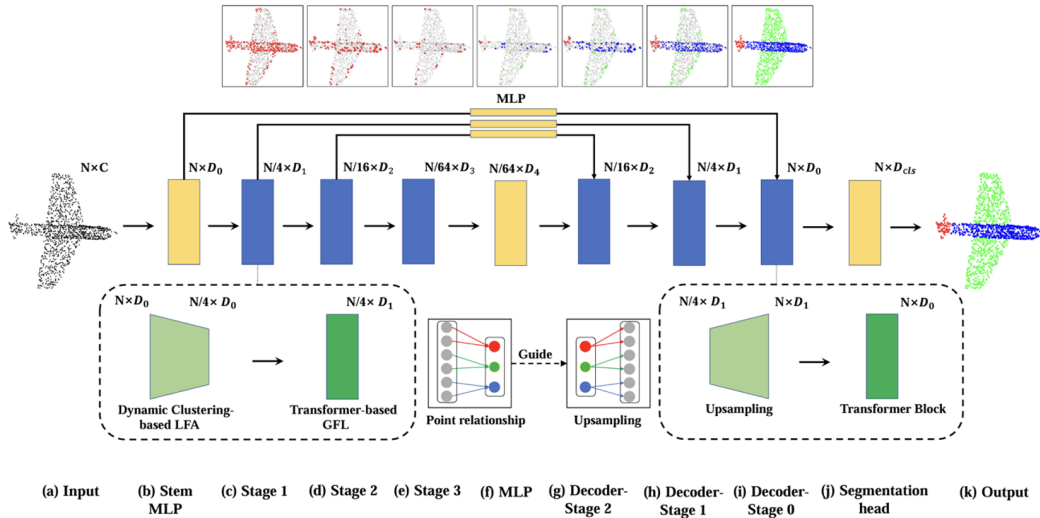 MLP
N×C
N×D₀
N/4×D₁
N/16×D₂
N/64×D₃
N/64×D₄
N/16×D₂
N/4×D₁
N×D₀
N×D_cls
N×D₀
N/4× D₀
N/4× D₁
Dynamic Clustering-
based LFA
Transformer-based
GFL
Guide
Point relationship
Upsampling
N/4× D₁
N×D₁
N×D₀
Upsampling
Transformer Block
(a) Input
(b) Stem
MLP
(c) Stage 1
(d) Stage 2
(e) Stage 3
(f) MLP
(g) Decoder-
Stage 2
(h) Decoder-
Stage 1
(i) Decoder-
Stage 0
(j) Segmentation
head
(k) Output